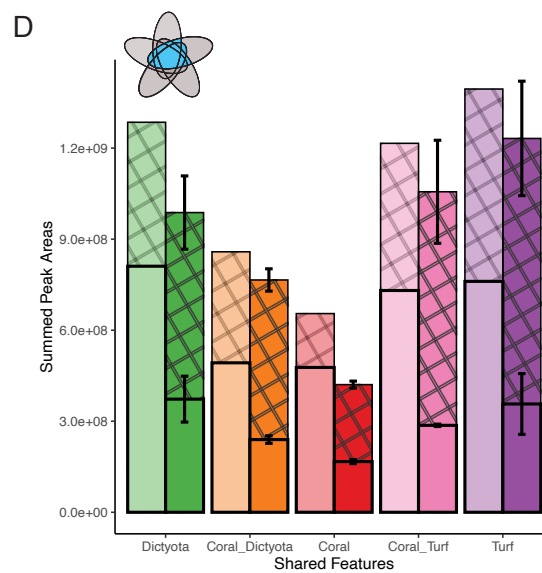 D
Summed Peak Areas
1.2e+09
9.0e+08
6.0e+08
3.0e+08
0.0e+00
Dictyota Coral_Dictyota Coral Coral_Turf Turf
Shared Features